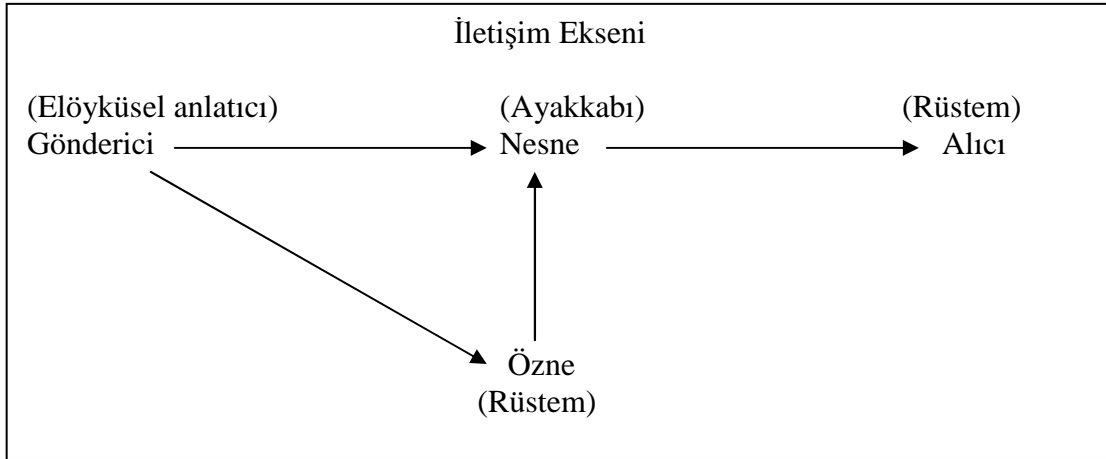 İletişim Ekseni
(Elöyküsel anlatıcı) (Ayakkabı) (Rüstem)
Gönderici Nesne Alıcı
Özne
(Rüstem)